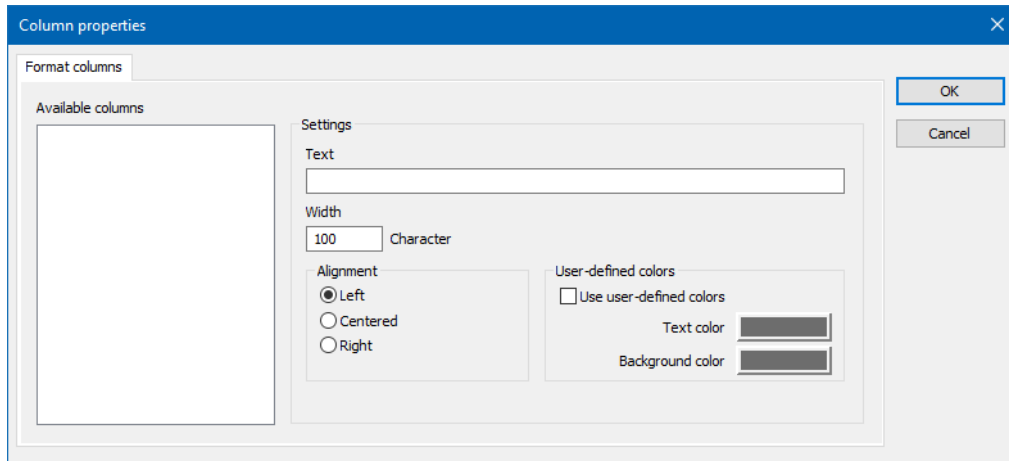 Column properties
Format columns
Available columns
Settings
Text
Width
100 Character
Alignment
Left
Centered
Right
User-defined colors
Use user-defined colors
Text color
Background color
OK
Cancel